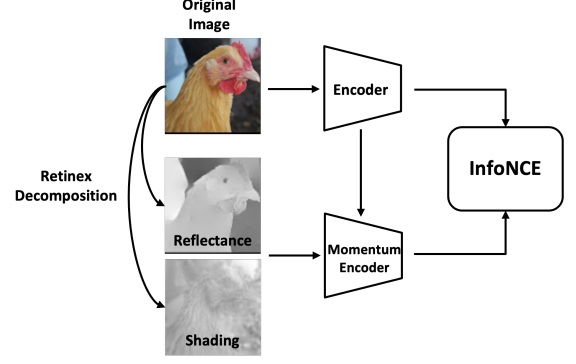 Original
Image
Encoder
InfoNCE
Retinex
Decomposition
Reflectance
Momentum
Encoder
Shading